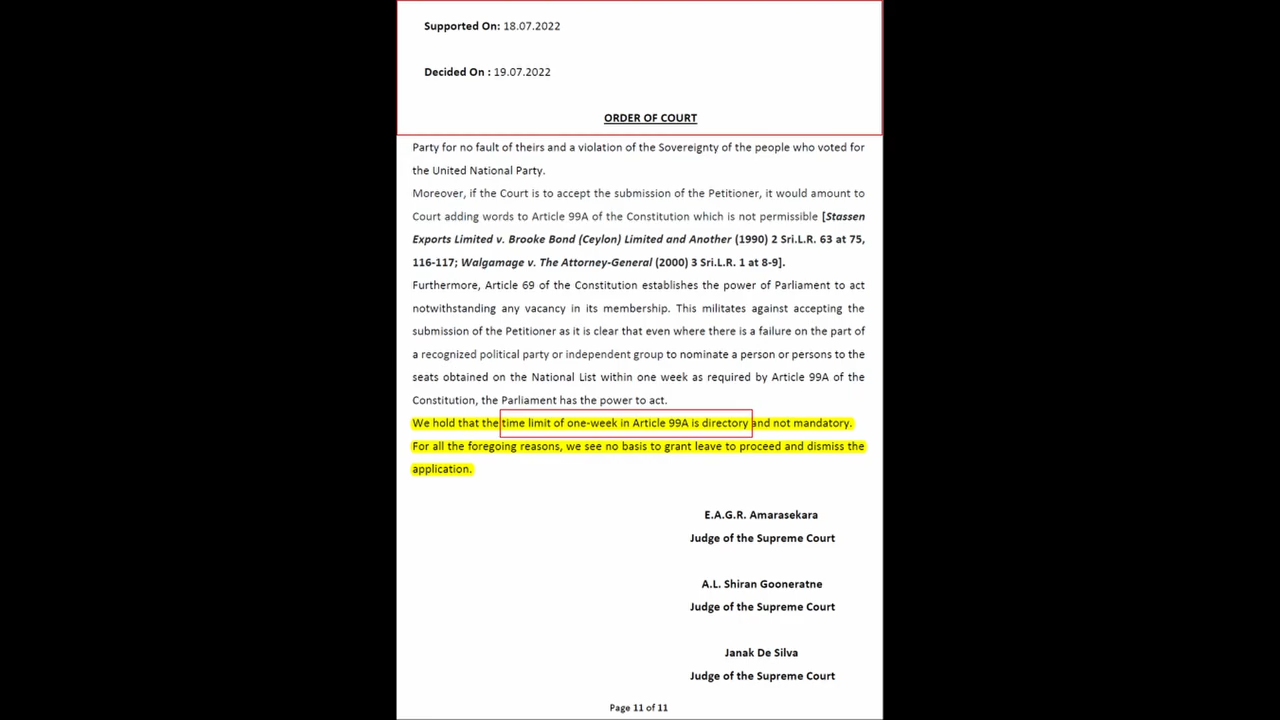 Supported On: 18.07.2022
Decided On : 19.07.2022
ORDER OF COURT
Party for no fault of theirs and a violation of the Sovereignty of the people who voted for
the United National Party.
Moreover, if the Court is to accept the submission of the Petitioner, it would amount to
Court adding words to Article 99A of the Constitution which is not permissible [Stassen
Exports Limited v. Brooke Bond (Ceylon) Limited and Another (1990) 2 Sri.L.R. 63 at 75,
116-117; Walgamage v. The Attorney-General (2000) 3 Sri.L.R. 1 at 8-9].
Furthermore, Article 69 of the Constitution establishes the power of Parliament to act
notwithstanding any vacancy in its membership. This militates against accepting the
submission of the Petitioner as it is clear that even where there is a failure on the part of
a recognized political party or independent group to nominate a person or persons to the
seats obtained on the National List within one week as required by Article 99A of the
Constitution, the Parliament has the power to act.
We hold that the time limit of one-week in Article 99A is directory and not mandatory.
For all the foregoing reasons, we see no basis to grant leave to proceed and dismiss the
application.
E.A.G.R. Amarasekara
Judge of the Supreme Court
A.L. Shiran Gooneratne
Judge of the Supreme Court
Janak De Silva
Judge of the Supreme Court
Page 11 of 11